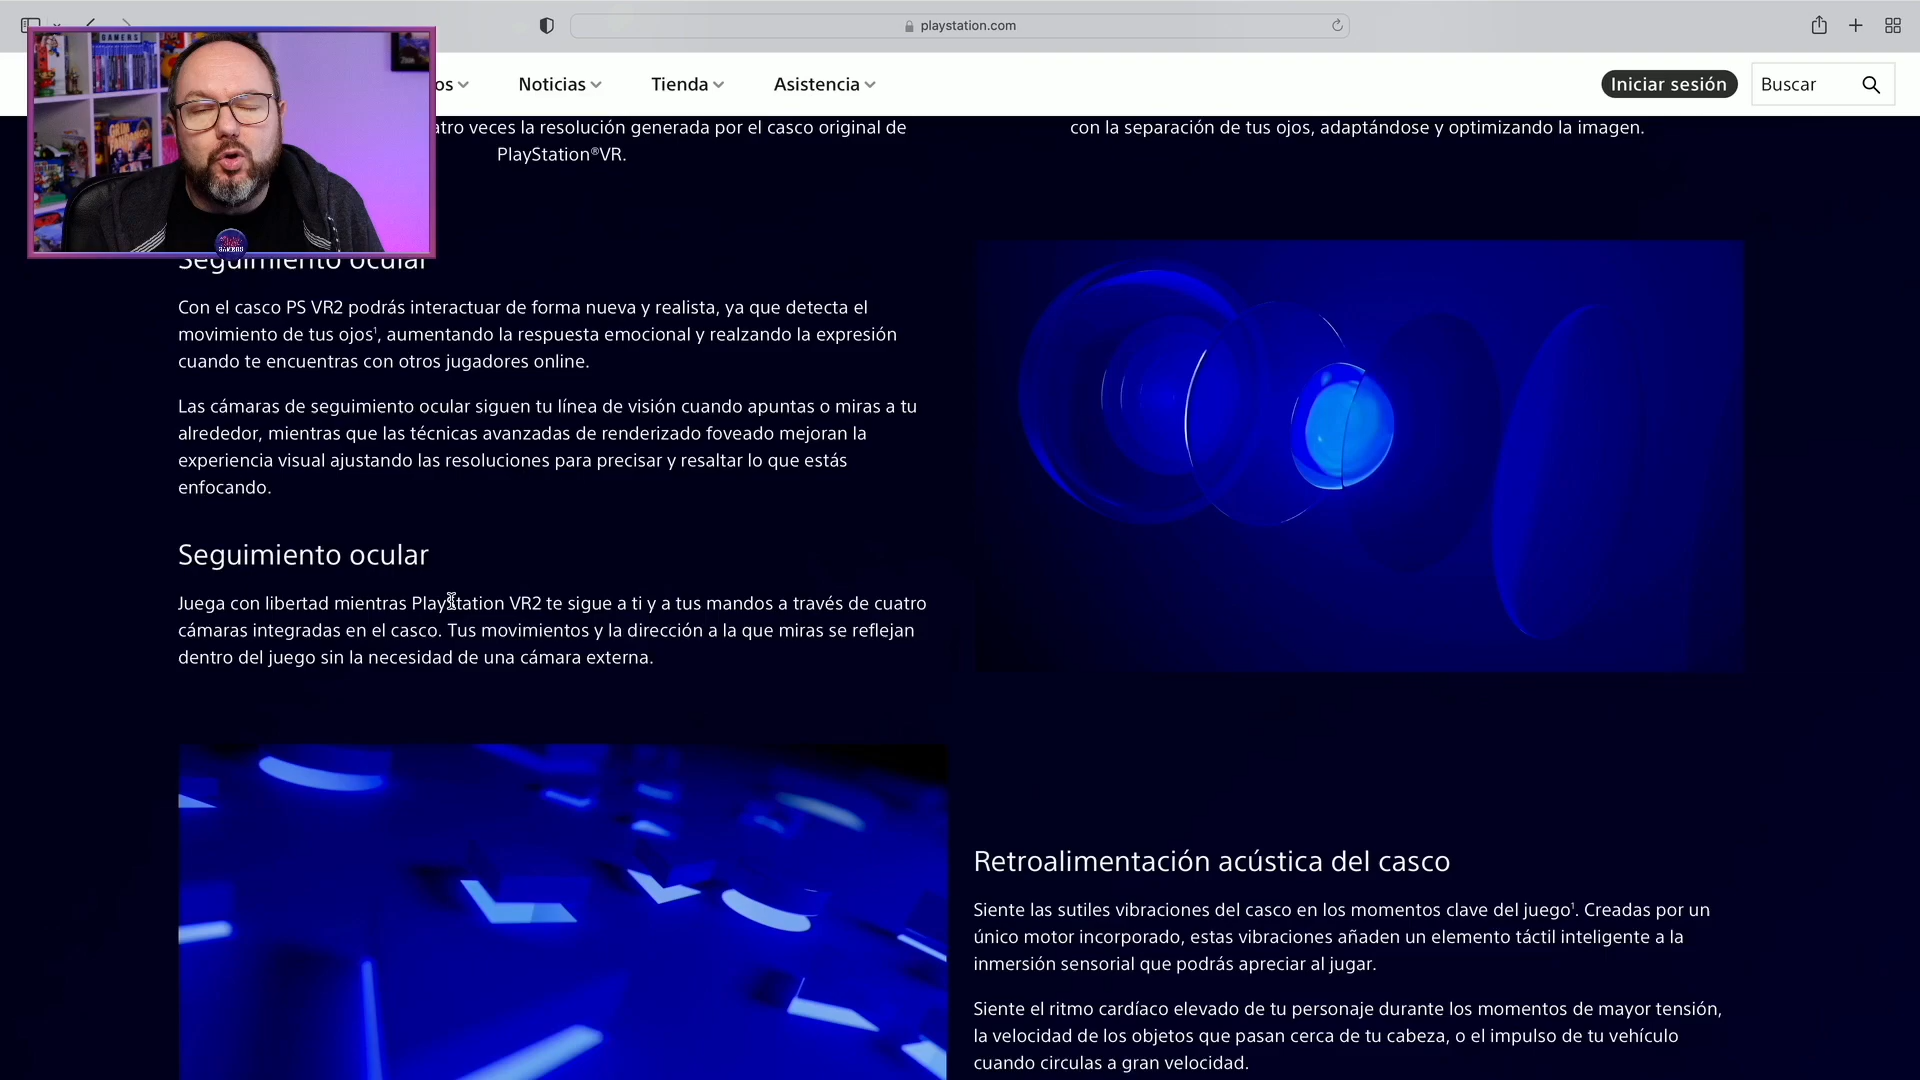 playstation.com
os
Noticias
Tienda
Asistencia
Iniciar sesión
Buscar
GAMERS
atro veces la resolución generada por el casco original de
PlayStation®VR.
con la separación de tus ojos, adaptándose y optimizando la imagen.
Seguimiento ocular
Con el casco PS VR2 podrás interactuar de forma nueva y realista, ya que detecta el
movimiento de tus ojos¹, aumentando la respuesta emocional y realzando la expresión
cuando te encuentras con otros jugadores online.
Las cámaras de seguimiento ocular siguen tu línea de visión cuando apuntas o miras a tu
alrededor, mientras que las técnicas avanzadas de renderizado foveado mejoran la
experiencia visual ajustando las resoluciones para precisar y resaltar lo que estás
enfocando.
Seguimiento ocular
Juega con libertad mientras PlayStation VR2 te sigue a ti y a tus mandos a través de cuatro
cámaras integradas en el casco. Tus movimientos y la dirección a la que miras se reflejan
dentro del juego sin la necesidad de una cámara externa.
Retroalimentación acústica del casco
Siente las sutiles vibraciones del casco en los momentos clave del juego¹. Creadas por un
único motor incorporado, estas vibraciones añaden un elemento táctil inteligente a la
inmersión sensorial que podrás apreciar al jugar.
Siente el ritmo cardíaco elevado de tu personaje durante los momentos de mayor tensión,
la velocidad de los objetos que pasan cerca de tu cabeza, o el impulso de tu vehículo
cuando circulas a gran velocidad.